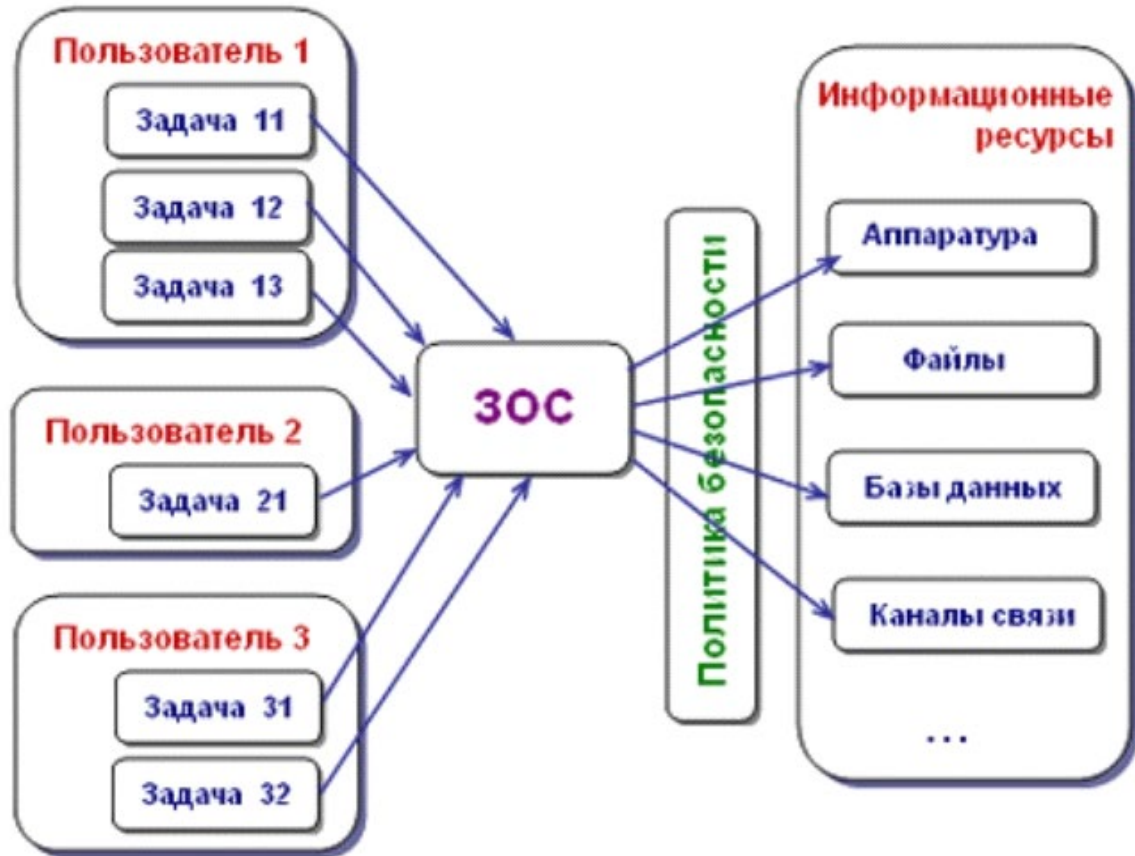 Пользователь 1
Задача 11
Задача 12
Задача 13
Пользователь 2
Задача 21
Пользователь 3
Задача 31
Задача 32
ЗОС
Политика безопасности
Информационные
ресурсы
Аппаратура
Файлы
Базы данных
Каналы связи
...